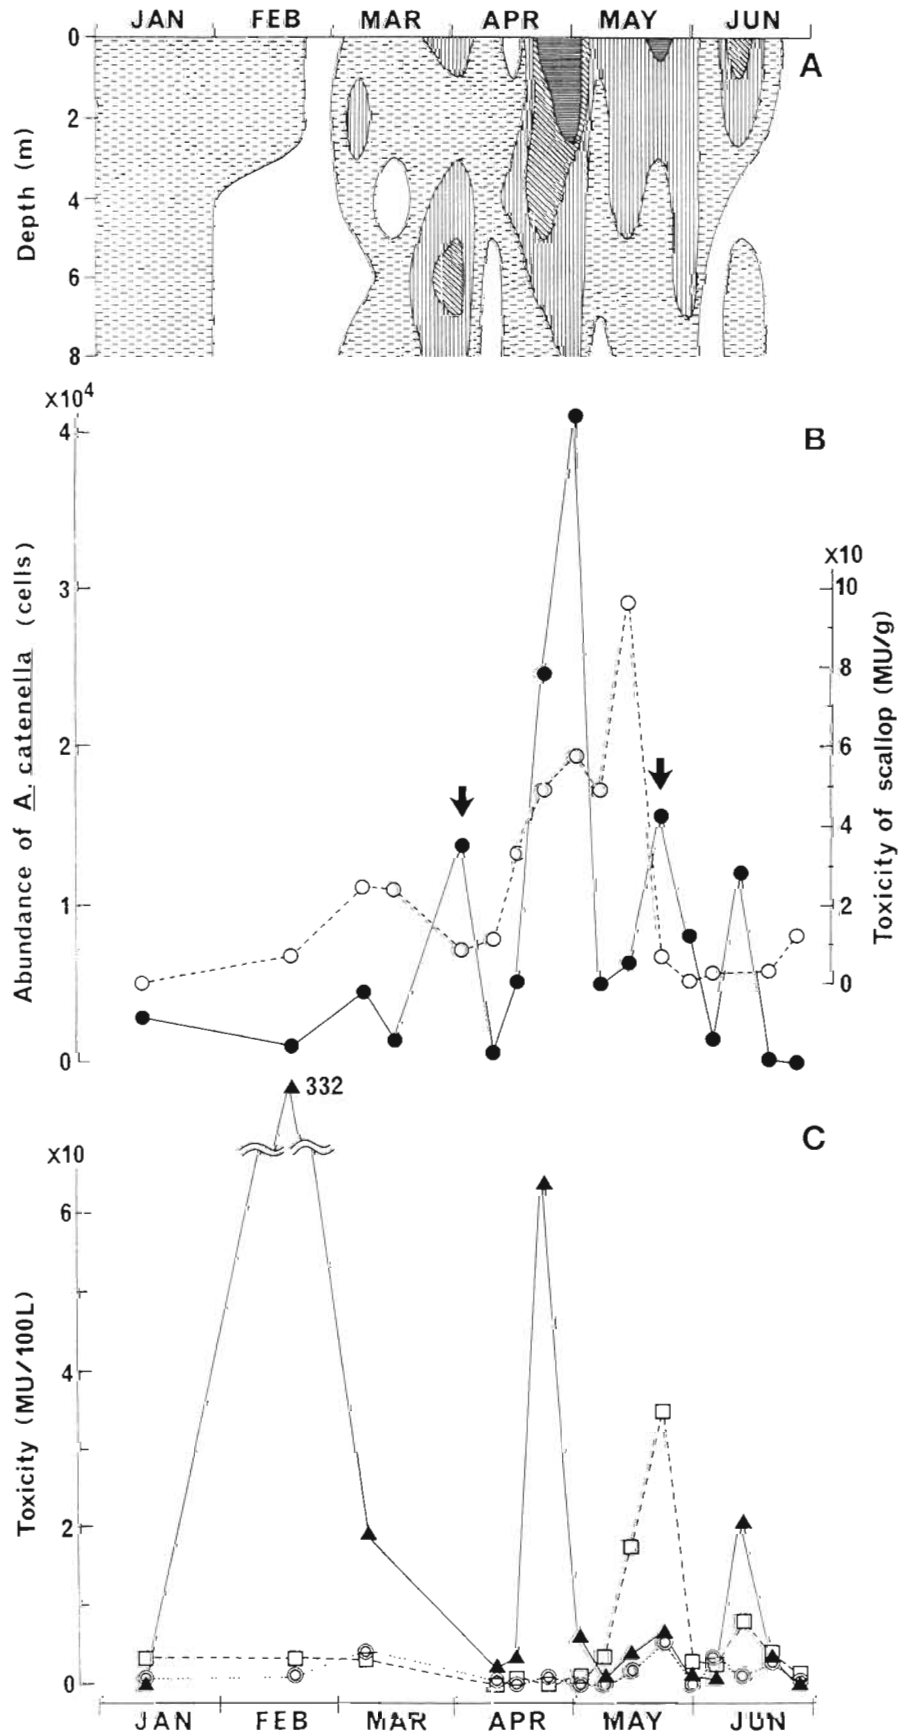 JAN FEB MAR APR MAY JUN
A
0
2
4
6
8
Depth (m)
X10⁴
B
4
3
2
1
0
Abundance of A. catenella (cells)
X10
10
8
6
4
2
0
Toxicity of scallop (MU/g)
332
C
X10
6
4
2
0
Toxicity (MU/100L)
JAN FEB MAR APR MAY JUN